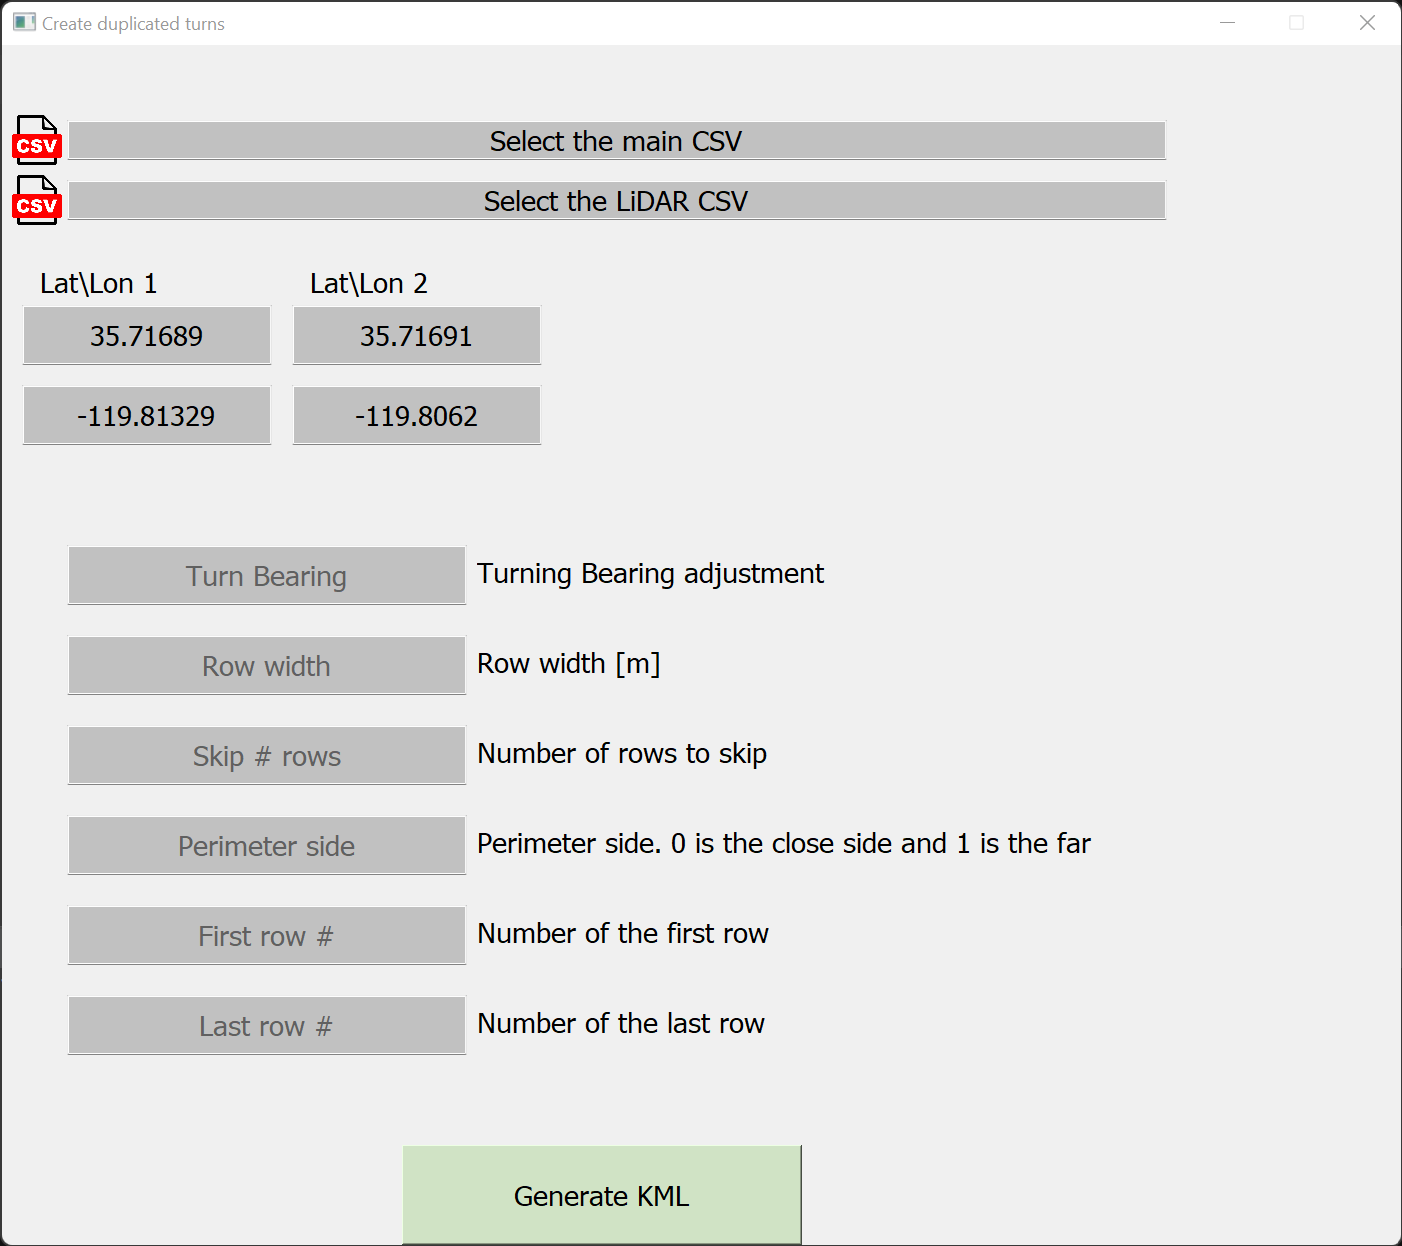 Create duplicated turns
CSV Select the main CSV
CSV Select the LiDAR CSV
Lat\Lon 1 Lat\Lon 2
35.71689 35.71691
-119.81329 -119.8062
Turn Bearing Turning Bearing adjustment
Row width Row width [m]
Skip # rows Number of rows to skip
Perimeter side Perimeter side. 0 is the close side and 1 is the far
First row # Number of the first row
Last row # Number of the last row
Generate KML